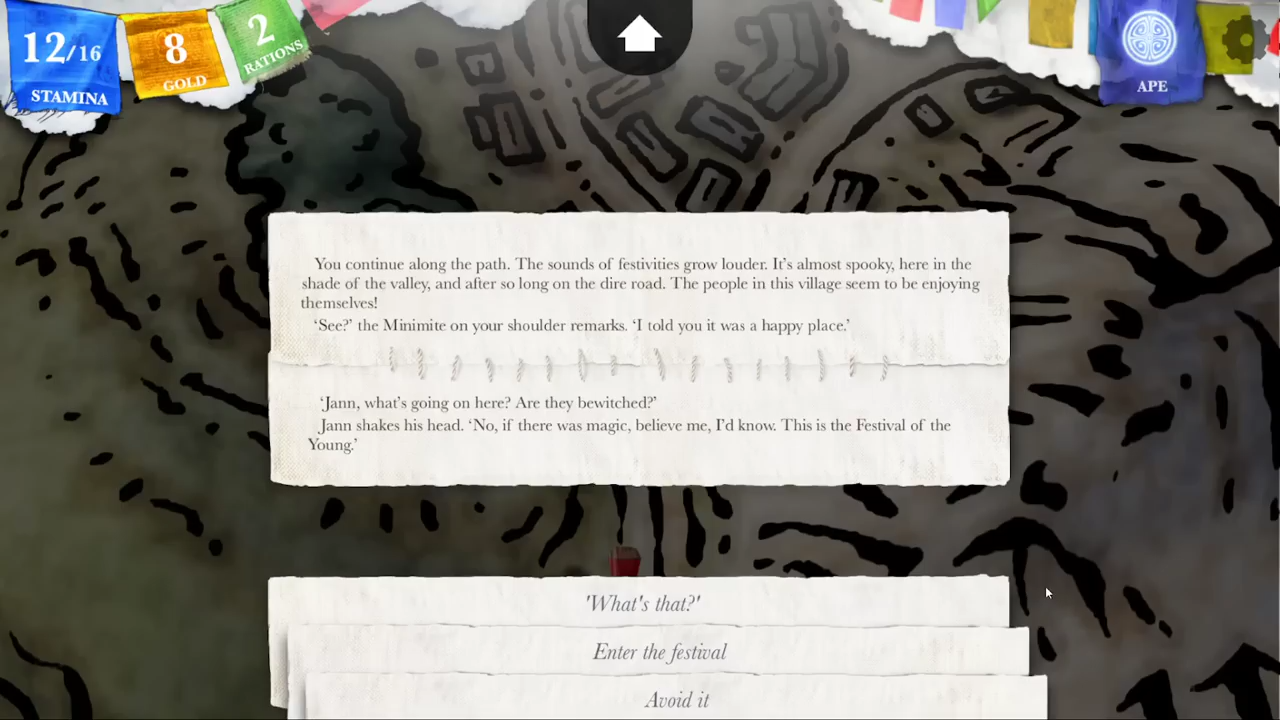 12/16
STAMINA
8
GOLD
2
RATIONS
APE
You continue along the path. The sounds of festivities grow louder. It’s almost spooky, here in the
shade of the valley, and after so long on the dire road. The people in this village seem to be enjoying
themselves!
‘See?’ the Minimite on your shoulder remarks. ‘I told you it was a happy place.’
‘Jann, what’s going on here? Are they bewitched?’
Jann shakes his head. ‘No, if there was magic, believe me, I’d know. This is the Festival of the
Young.’
'What's that?'
Enter the festival
Avoid it